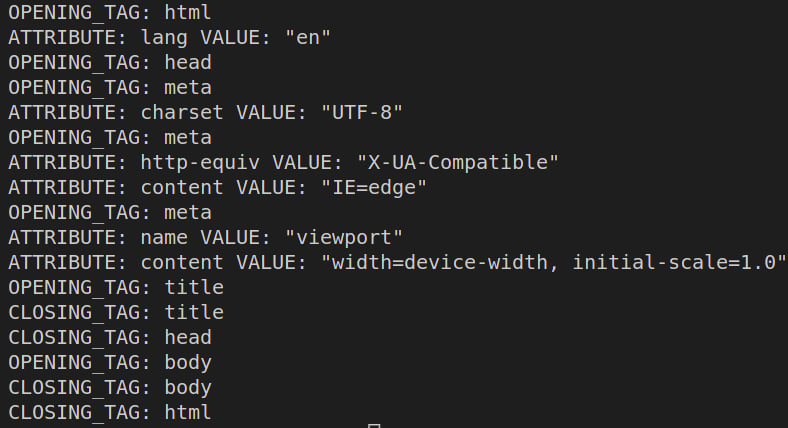 OPENING_TAG: html
ATTRIBUTE: lang VALUE: "en"
OPENING_TAG: head
OPENING_TAG: meta
ATTRIBUTE: charset VALUE: "UTF-8"
OPENING_TAG: meta
ATTRIBUTE: http-equiv VALUE: "X-UA-Compatible"
ATTRIBUTE: content VALUE: "IE=edge"
OPENING_TAG: meta
ATTRIBUTE: name VALUE: "viewport"
ATTRIBUTE: content VALUE: "width=device-width, initial-scale=1.0"
OPENING_TAG: title
CLOSING_TAG: title
CLOSING_TAG: head
OPENING_TAG: body
CLOSING_TAG: body
CLOSING_TAG: html